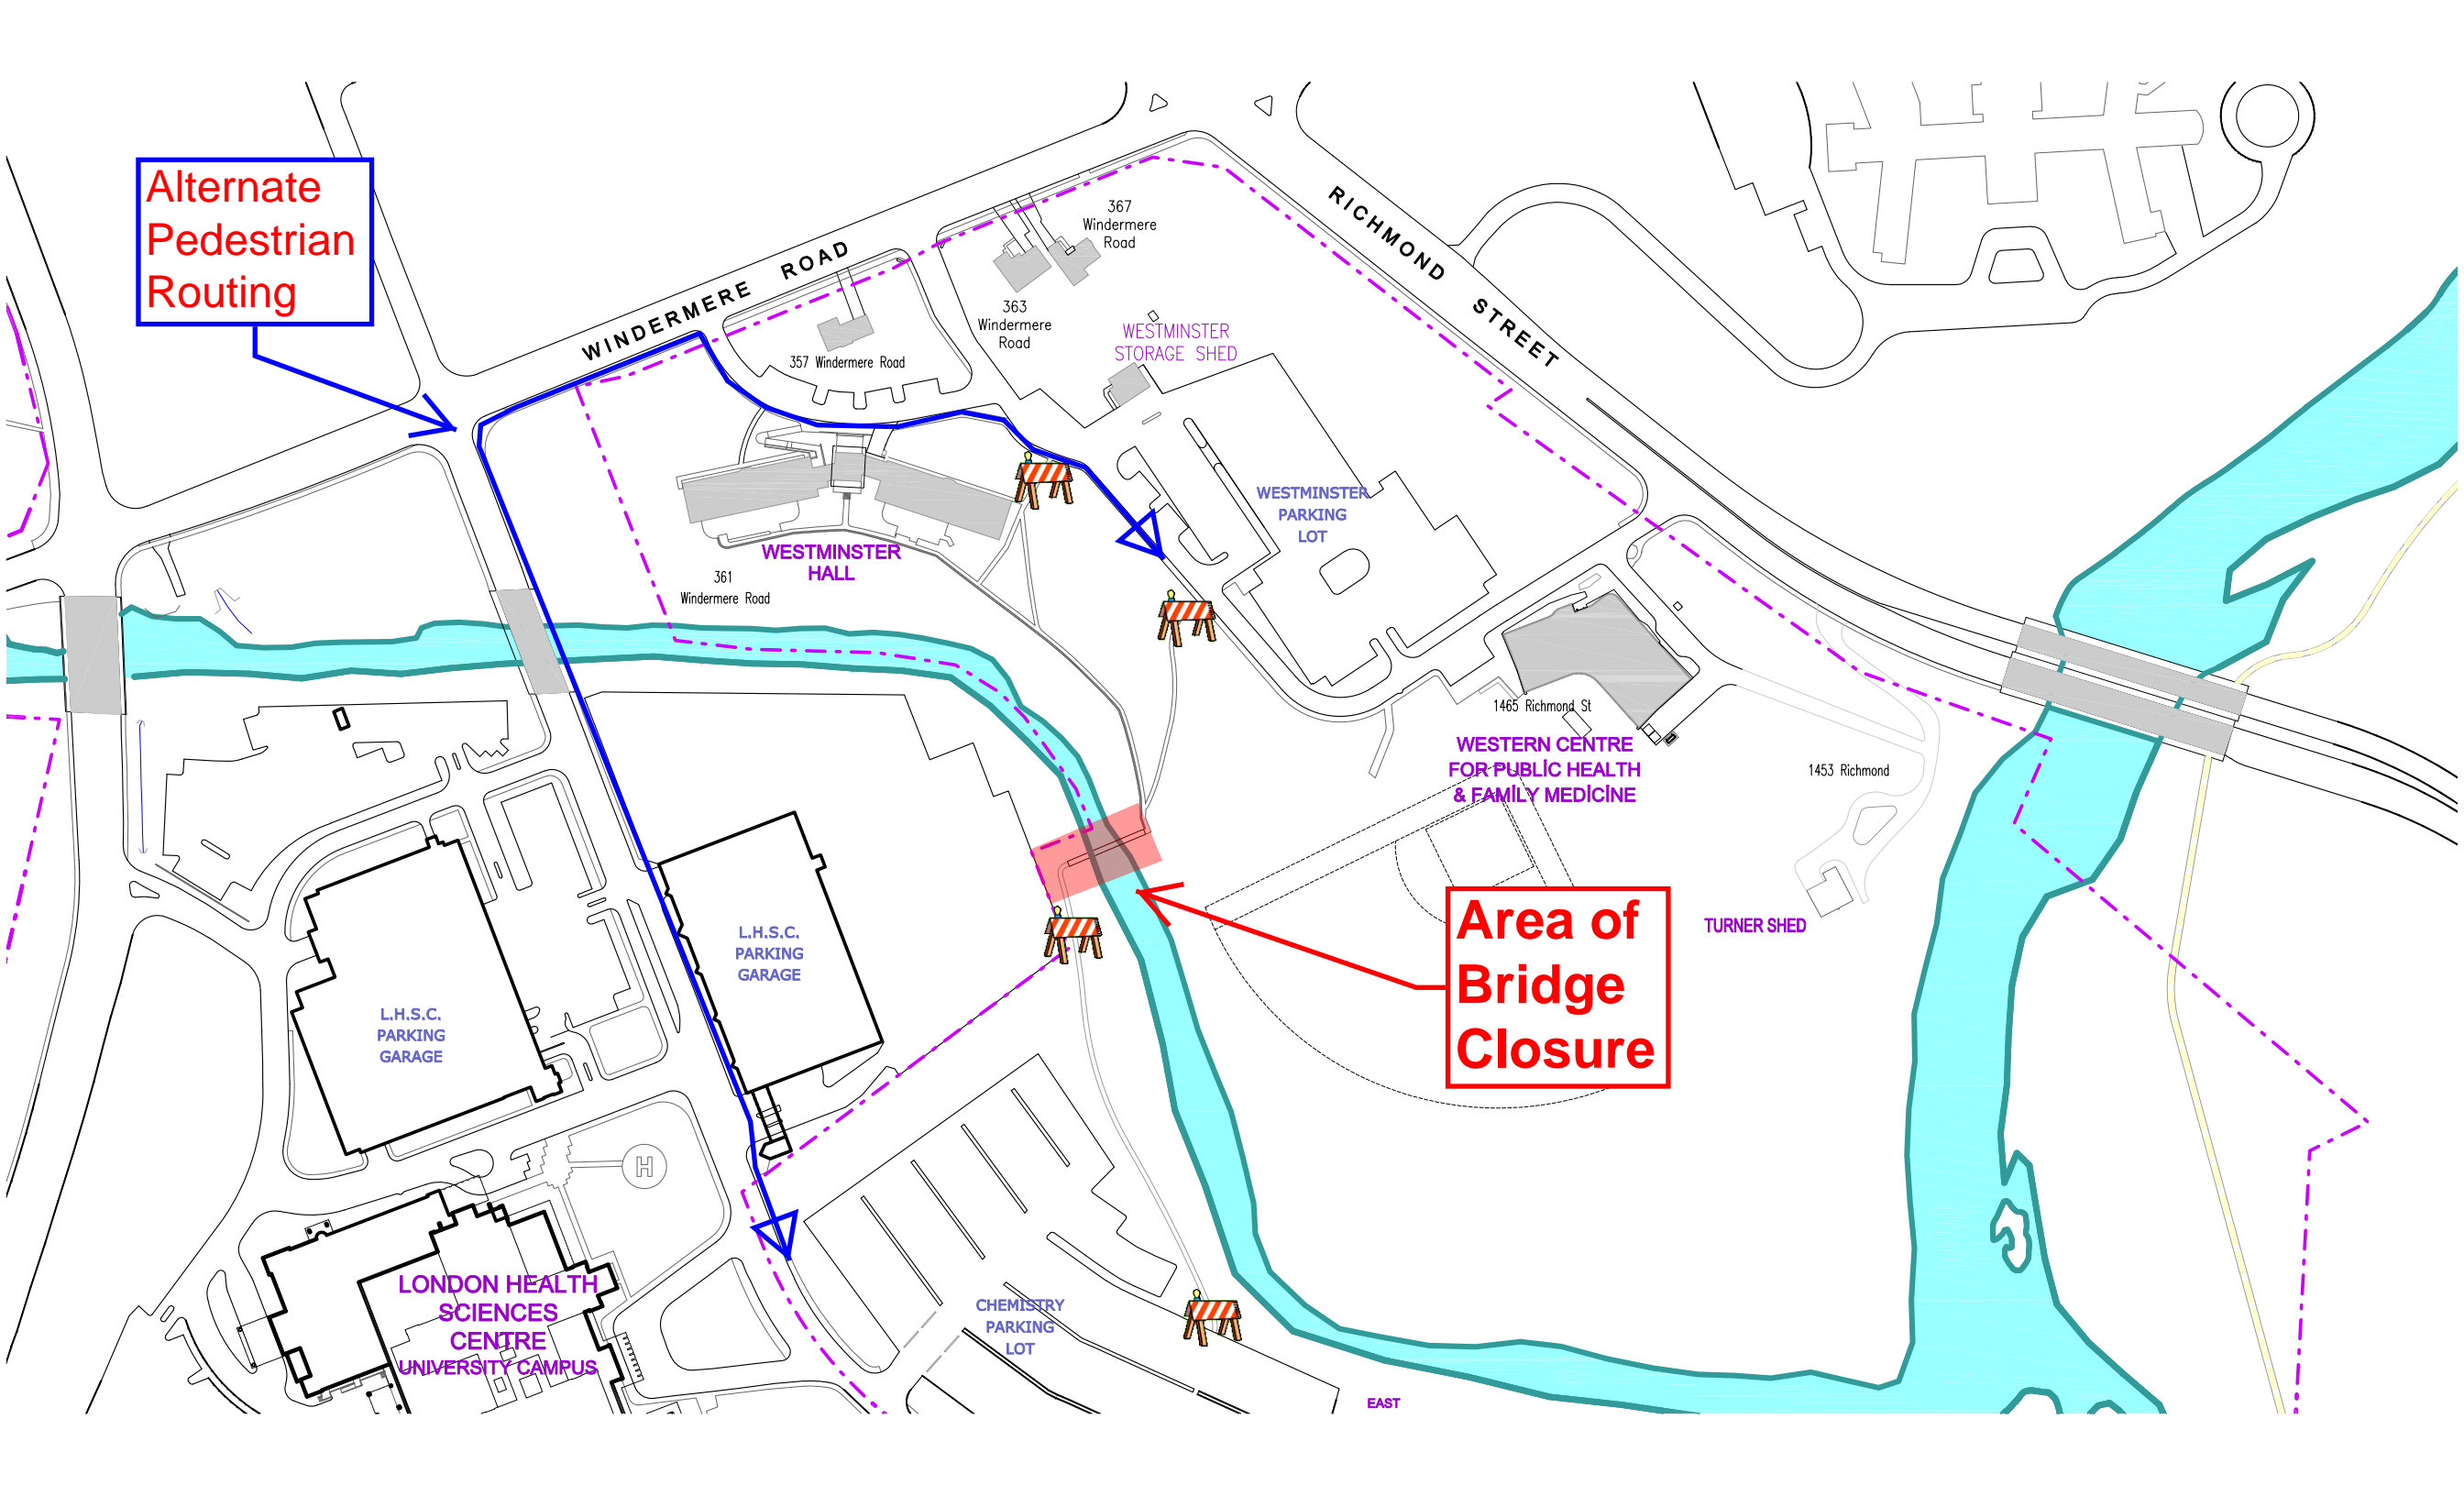 Alternate
Pedestrian
Routing
WINDERMERE ROAD
RICHMOND STREET
367
Windermere
Road
363
Windermere
Road
357 Windermere Road
WESTMINSTER
STORAGE SHED
WESTMINSTER
PARKING
LOT
WESTMINSTER
HALL
361
Windermere Road
1465 Richmond St
WESTERN CENTRE
FOR PUBLIC HEALTH
& FAMILY MEDICINE
1453 Richmond
TURNER SHED
Area of
Bridge
Closure
L.H.S.C.
PARKING
GARAGE
L.H.S.C.
PARKING
GARAGE
H
LONDON HEALTH
SCIENCES
CENTRE
UNIVERSITY CAMPUS
CHEMISTRY
PARKING
LOT
EAST